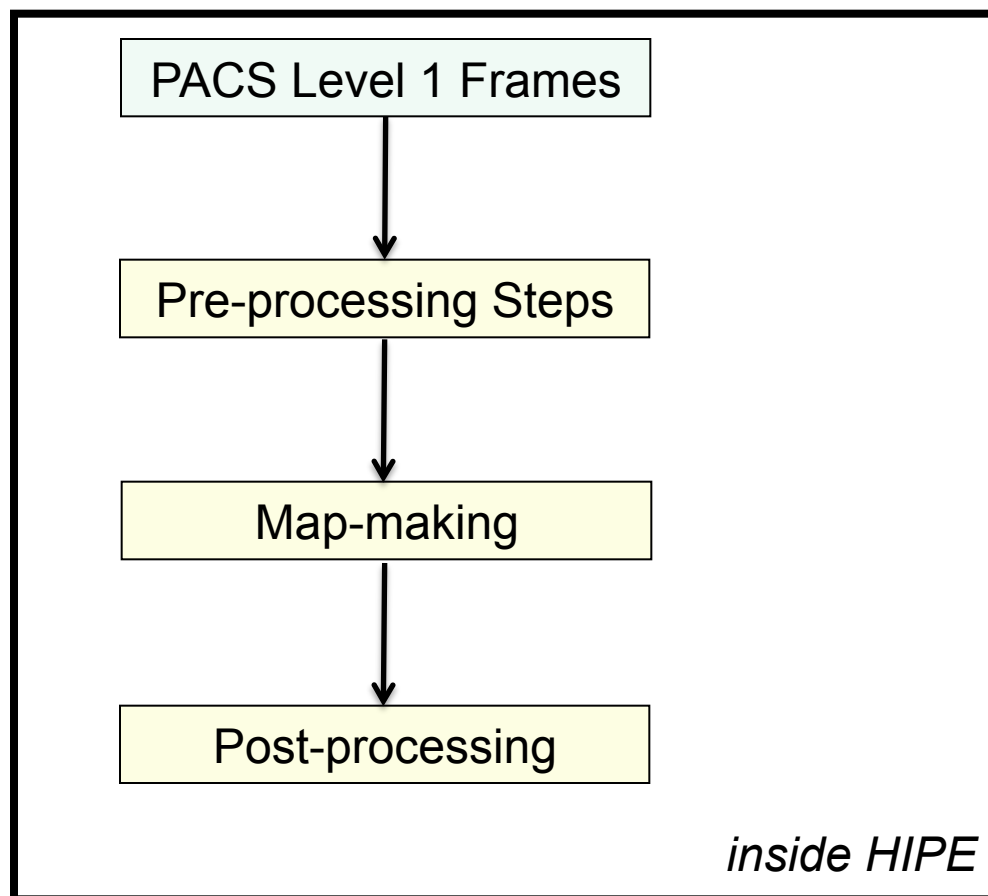 PACS Level 1 Frames
Pre-processing Steps
Map-making
Post-processing
inside HIPE